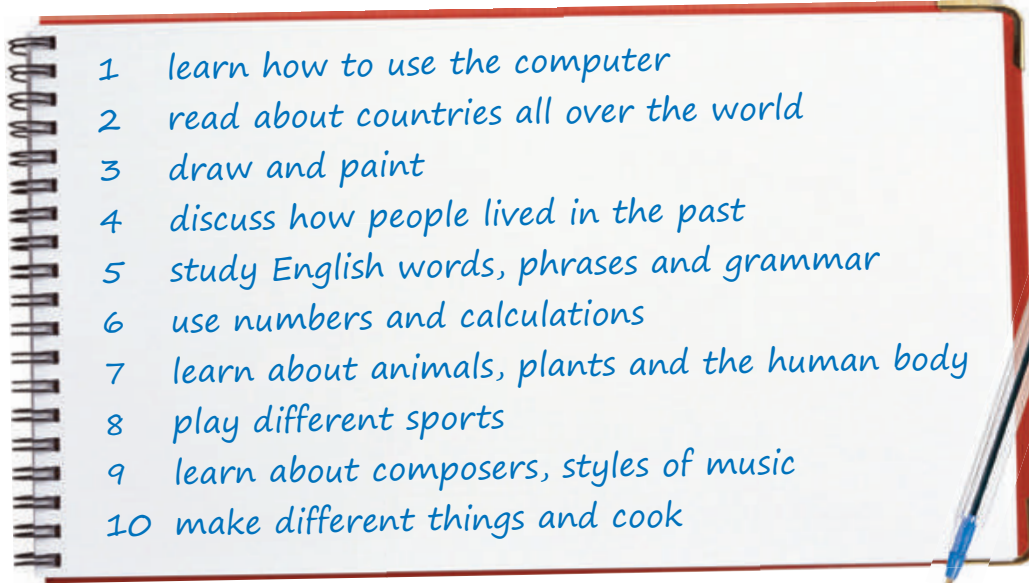 1 learn how to use the computer
2 read about countries all over the world
3 draw and paint
4 discuss how people lived in the past
5 study English words, phrases and grammar
6 use numbers and calculations
7 learn about animals, plants and the human body
8 play different sports
9 learn about composers, styles of music
10 make different things and cook